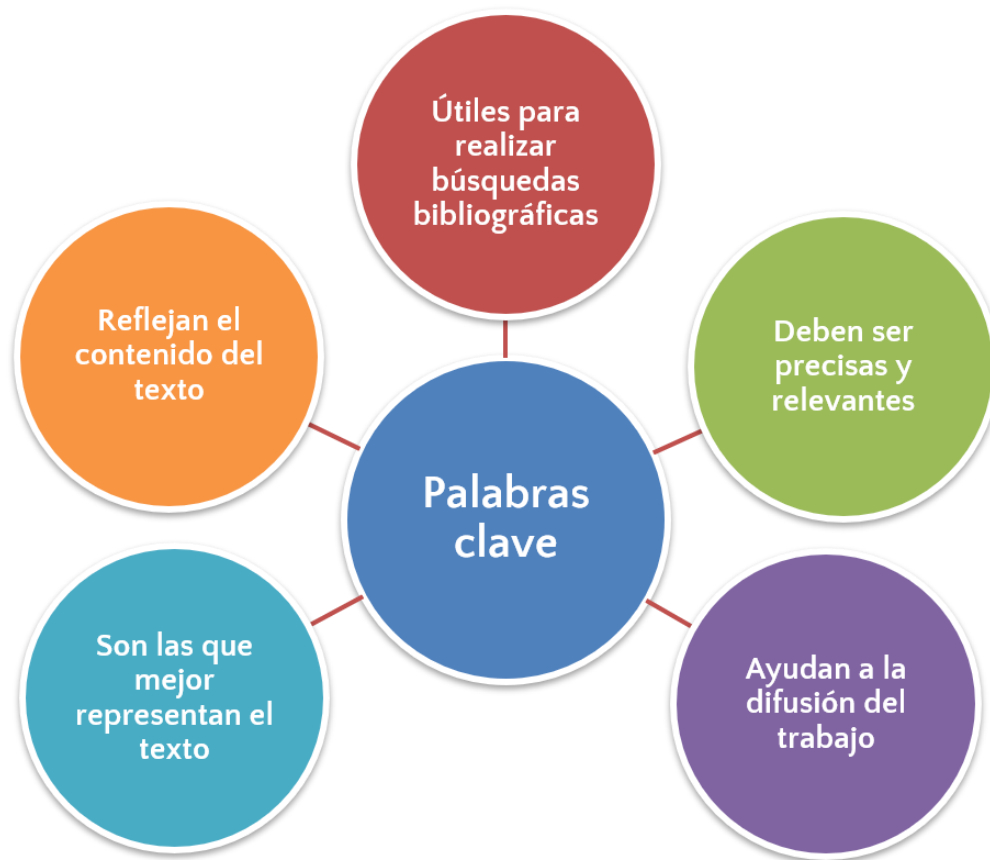 Útiles para
realizar
búsquedas
bibliográficas
Reflejan el
contenido del
texto
Deben ser
precisas y
relevantes
Palabras
clave
Son las que
mejor
representan el
texto
Ayudan a la
difusión del
trabajo